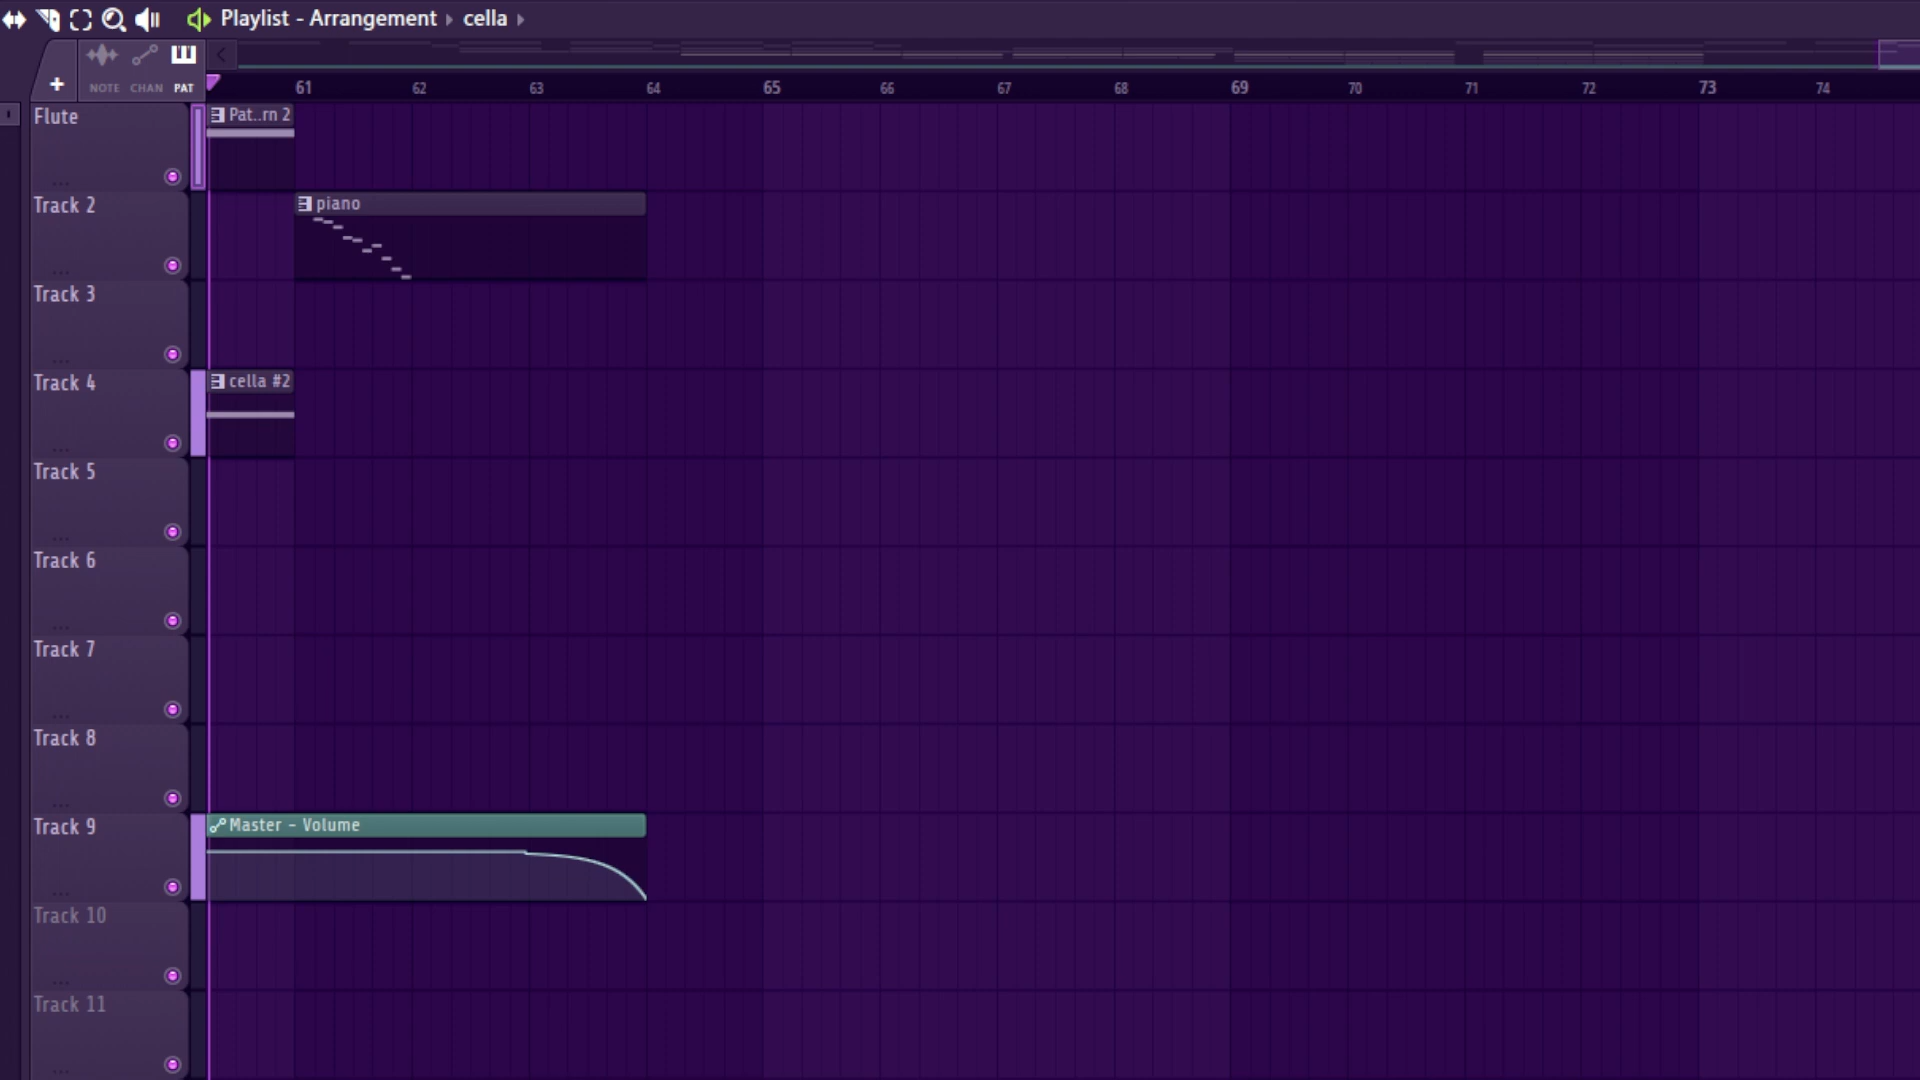 Playlist - Arrangement ▸ cella ▸
NOTE CHAN PAT
61 62 63 64 65 66 67 68 69 70 71 72 73 74
Flute
Pat..rn 2
Track 2
piano
Track 3
Track 4
cella #2
Track 5
Track 6
Track 7
Track 8
Track 9
Master - Volume
Track 10
Track 11